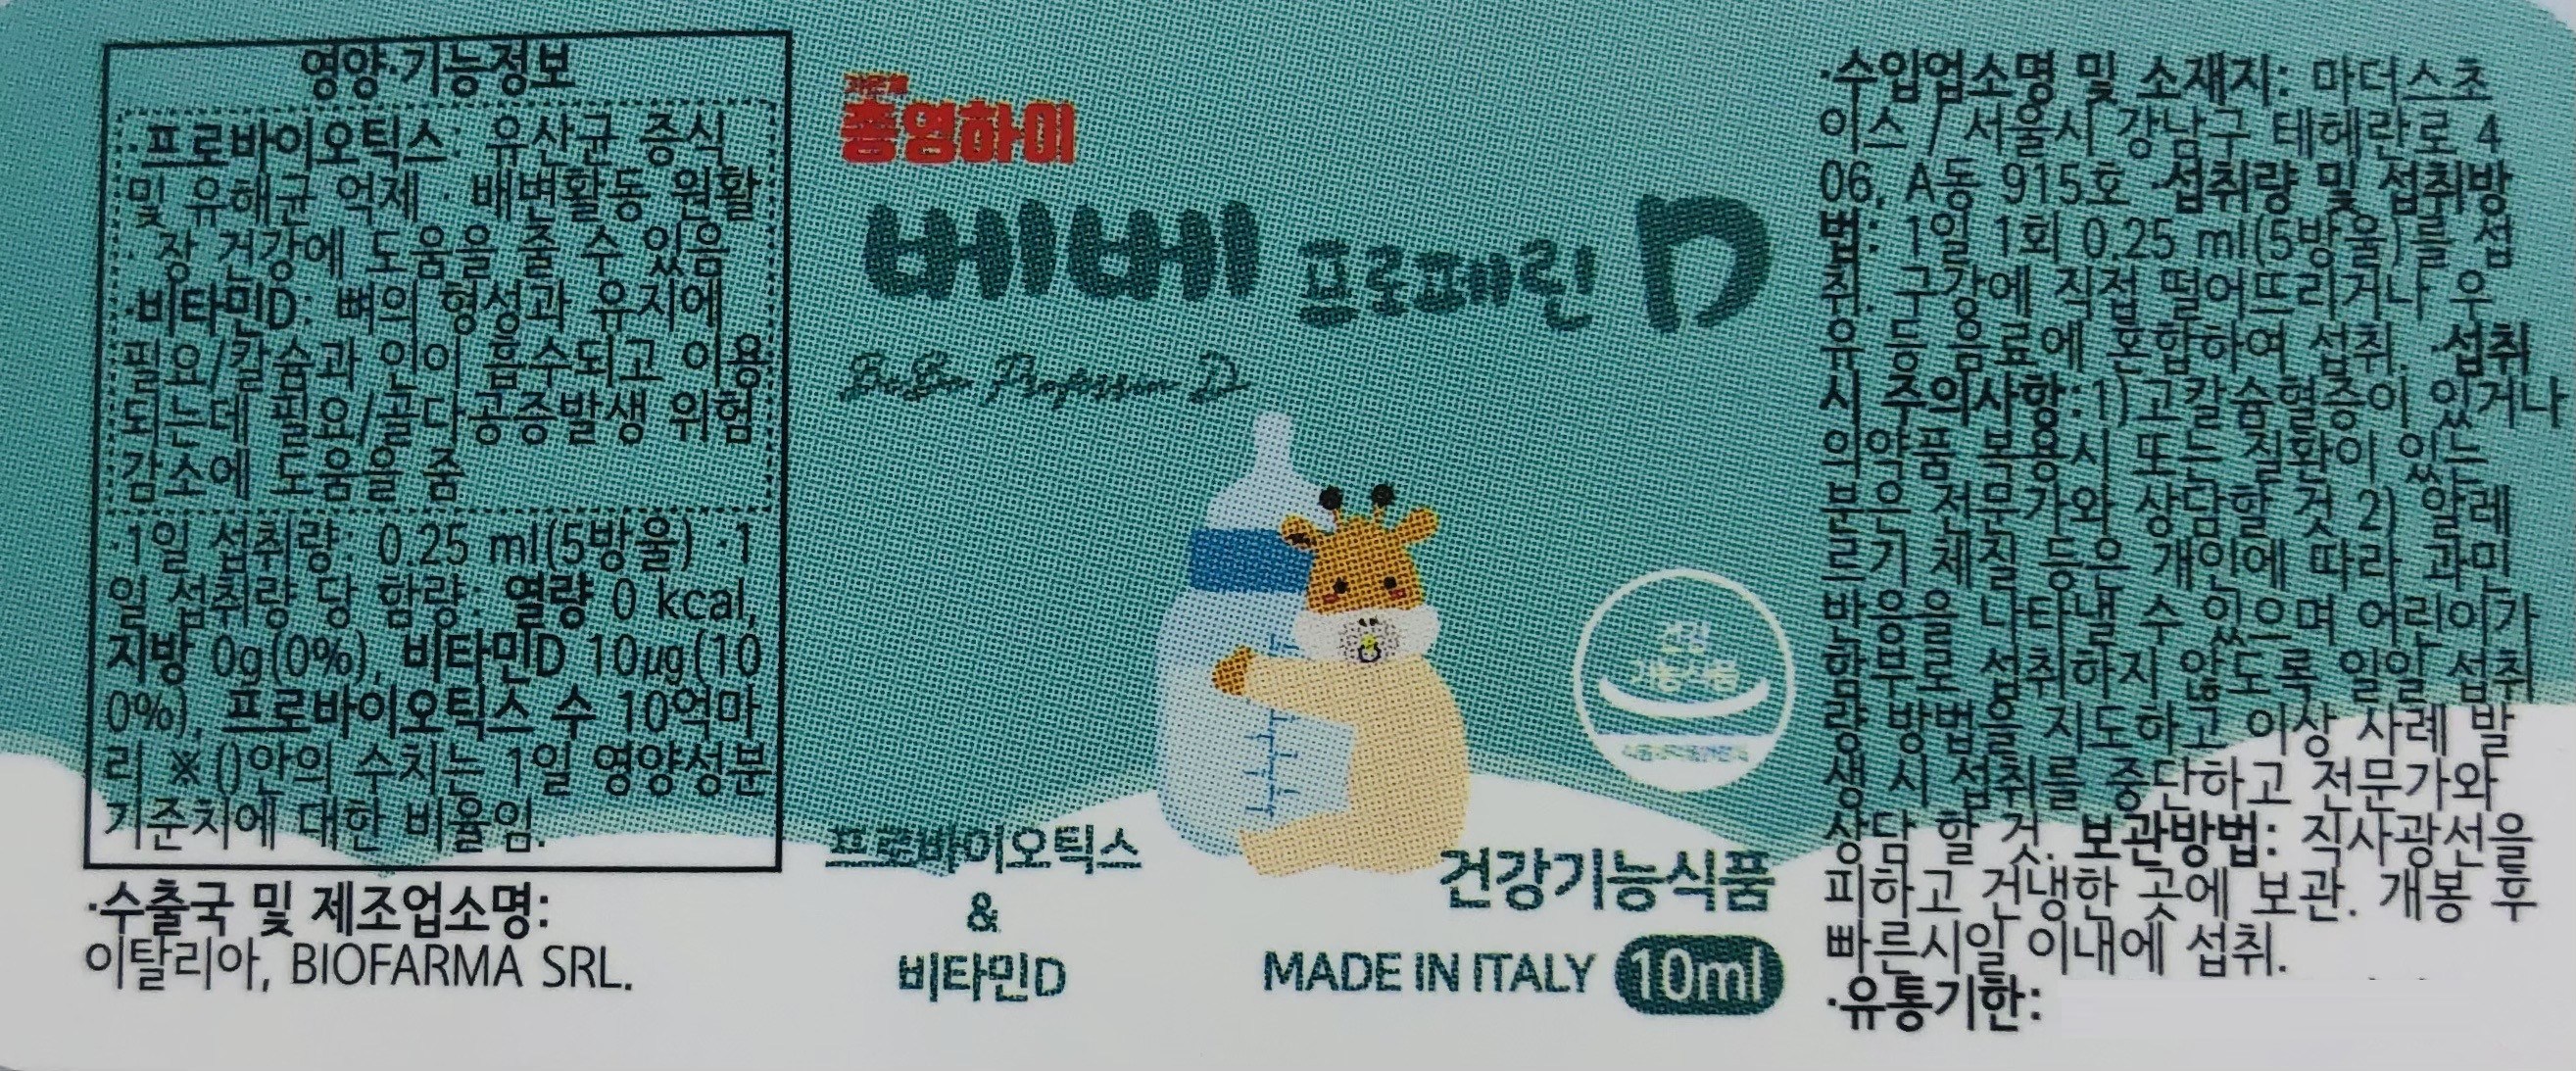 영양·기능정보
·프로바이오틱스: 유산균 증식
및 유해균 억제 · 배변활동 원활
· 장 건강에 도움을 줄 수 있음
·비타민D: 뼈의 형성과 유지에
필요/칼슘과 인이 흡수되고 이용
되는데 필요/골다공증발생 위험
감소에 도움을 줌
·1일 섭취량: 0.25 ml(5방울) ·1
일 섭취량 당 함량: 열량 0 kcal,
지방 0g(0%), 비타민D 10μg(10
0%), 프로바이오틱스 수 10억마
리 ※()안의 수치는 1일 영양성분
기준치에 대한 비율임.
·수출국 및 제조업소명:
이탈리아, BIOFARMA SRL.
종영하이
베베 프로페린 D
프로바이오틱스
&
비타민D
건강
기능식품
건강기능식품
MADE IN ITALY 10ml
·수입업소명 및 소재지: 마더스초
이스 / 서울시 강남구 테헤란로 4
06, A동 915호 ·섭취량 및 섭취방
법: 1일 1회 0.25 ml(5방울)를 섭
취. 구강에 직접 떨어뜨리거나 우
유 등 음료에 혼합하여 섭취. ·섭취
시 주의사항:1)고칼슘혈증이 있거나
의약품 복용시 또는 질환이 있는
분은 전문가와 상담할 것 2) 알레
르기 체질 등은 개인에 따라 과민
반응을 나타낼 수 있으며 어린이가
함부로 섭취하지 않도록 일일 섭취
량 방법을 지도하고 이상 사례 발
생 시 섭취를 중단하고 전문가와
상담 할 것. 보관방법: 직사광선을
피하고 건냉한 곳에 보관. 개봉 후
빠른시일 이내에 섭취.
·유통기한: